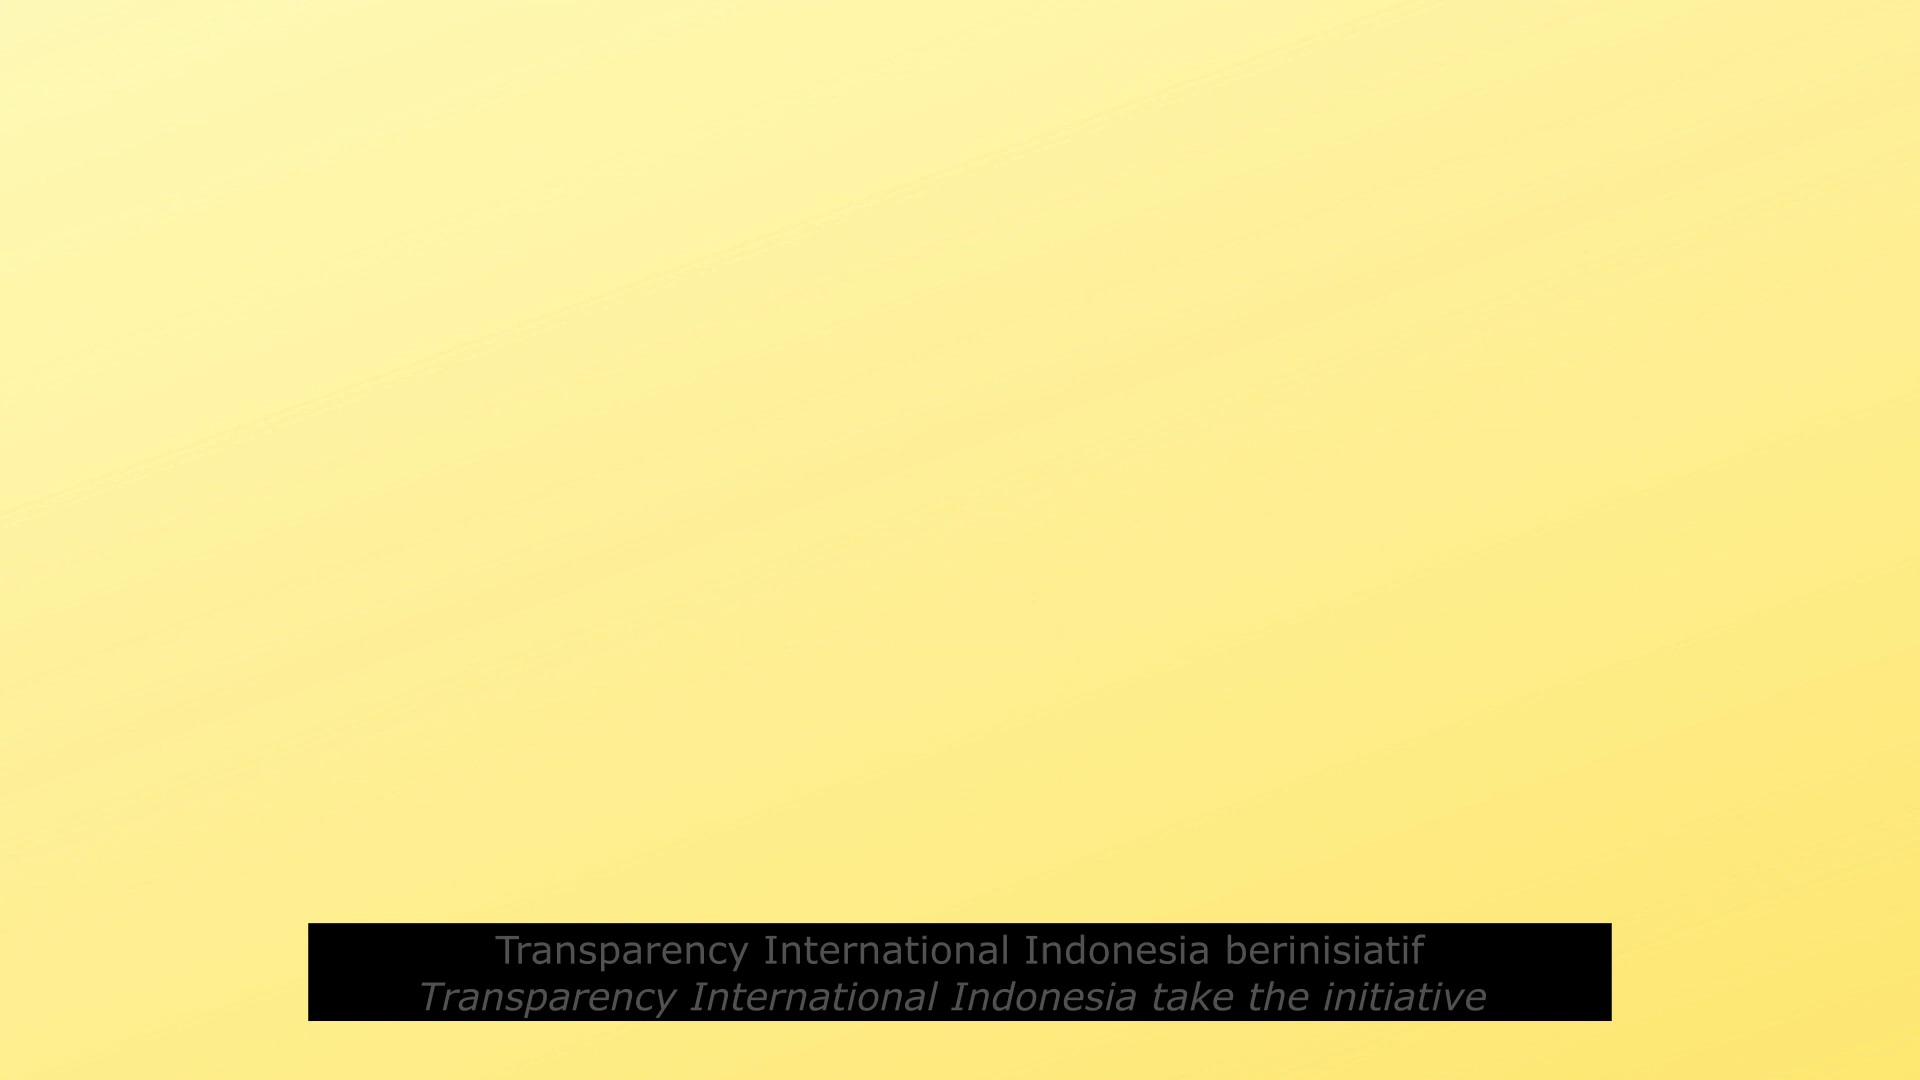 Transparency International Indonesia berinisiatif
Transparency International Indonesia take the initiative